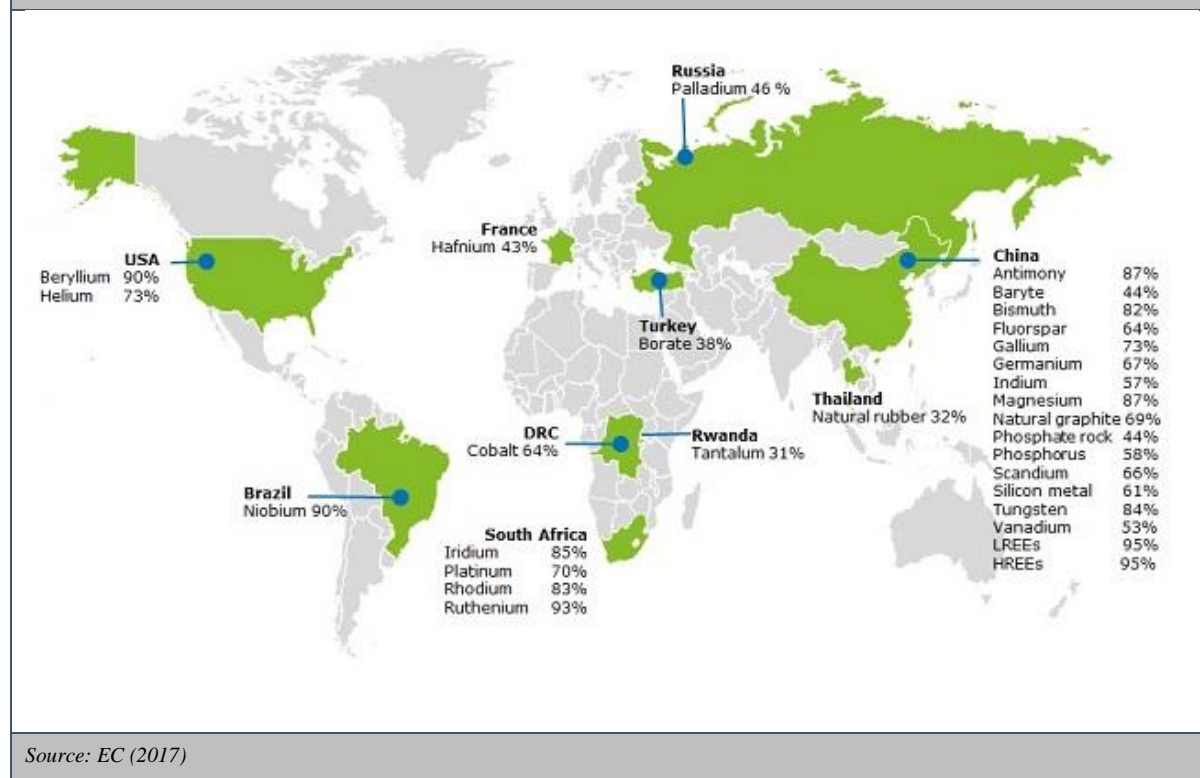 Russia
Palladium 46 %
France
Hafnium 43%
USA
Beryllium 90%
Helium 73%
Turkey
Borate 38%
China
Antimony 87%
Baryte 44%
Bismuth 82%
Fluorspar 64%
Gallium 73%
Germanium 67%
Indium 57%
Magnesium 87%
Natural graphite 69%
Phosphate rock 44%
Phosphorus 58%
Scandium 66%
Silicon metal 61%
Tungsten 84%
Vanadium 53%
LREEs 95%
HREEs 95%
Thailand
Natural rubber 32%
DRC
Cobalt 64%
Rwanda
Tantalum 31%
Brazil
Niobium 90%
South Africa
Iridium 85%
Platinum 70%
Rhodium 83%
Ruthenium 93%
Source: EC (2017)